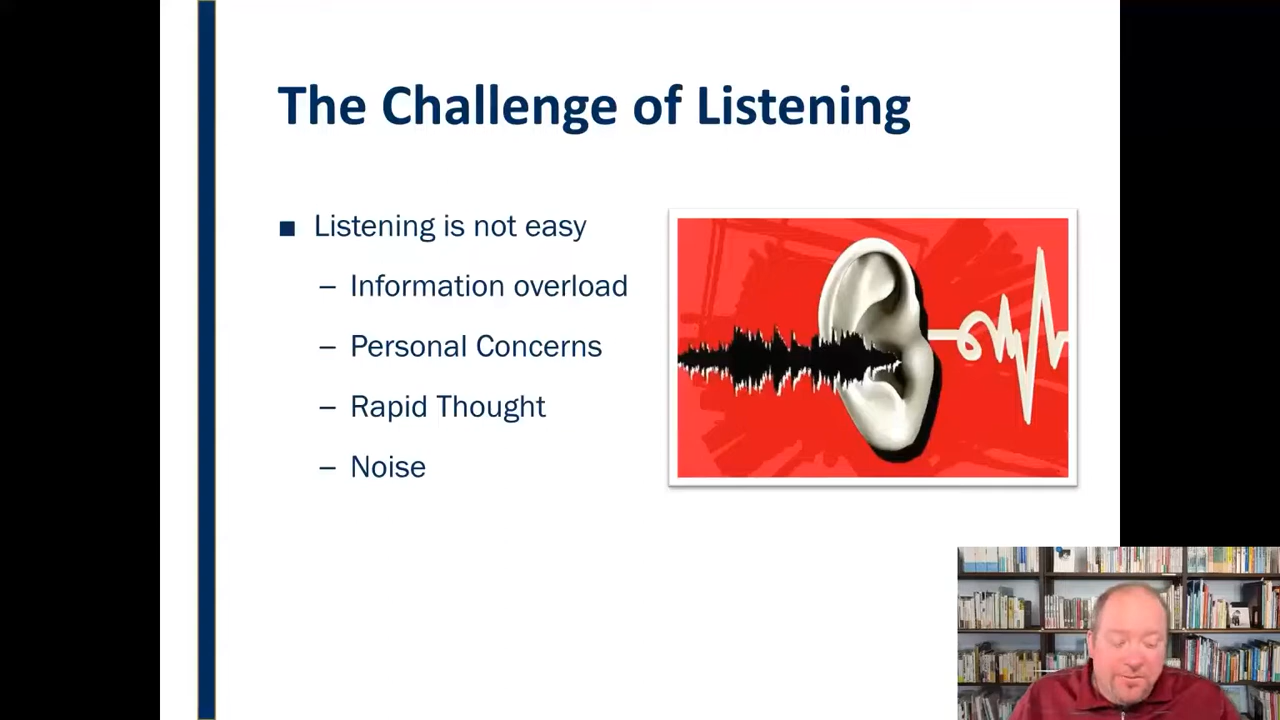 The Challenge of Listening
■ Listening is not easy
– Information overload
– Personal Concerns
– Rapid Thought
– Noise